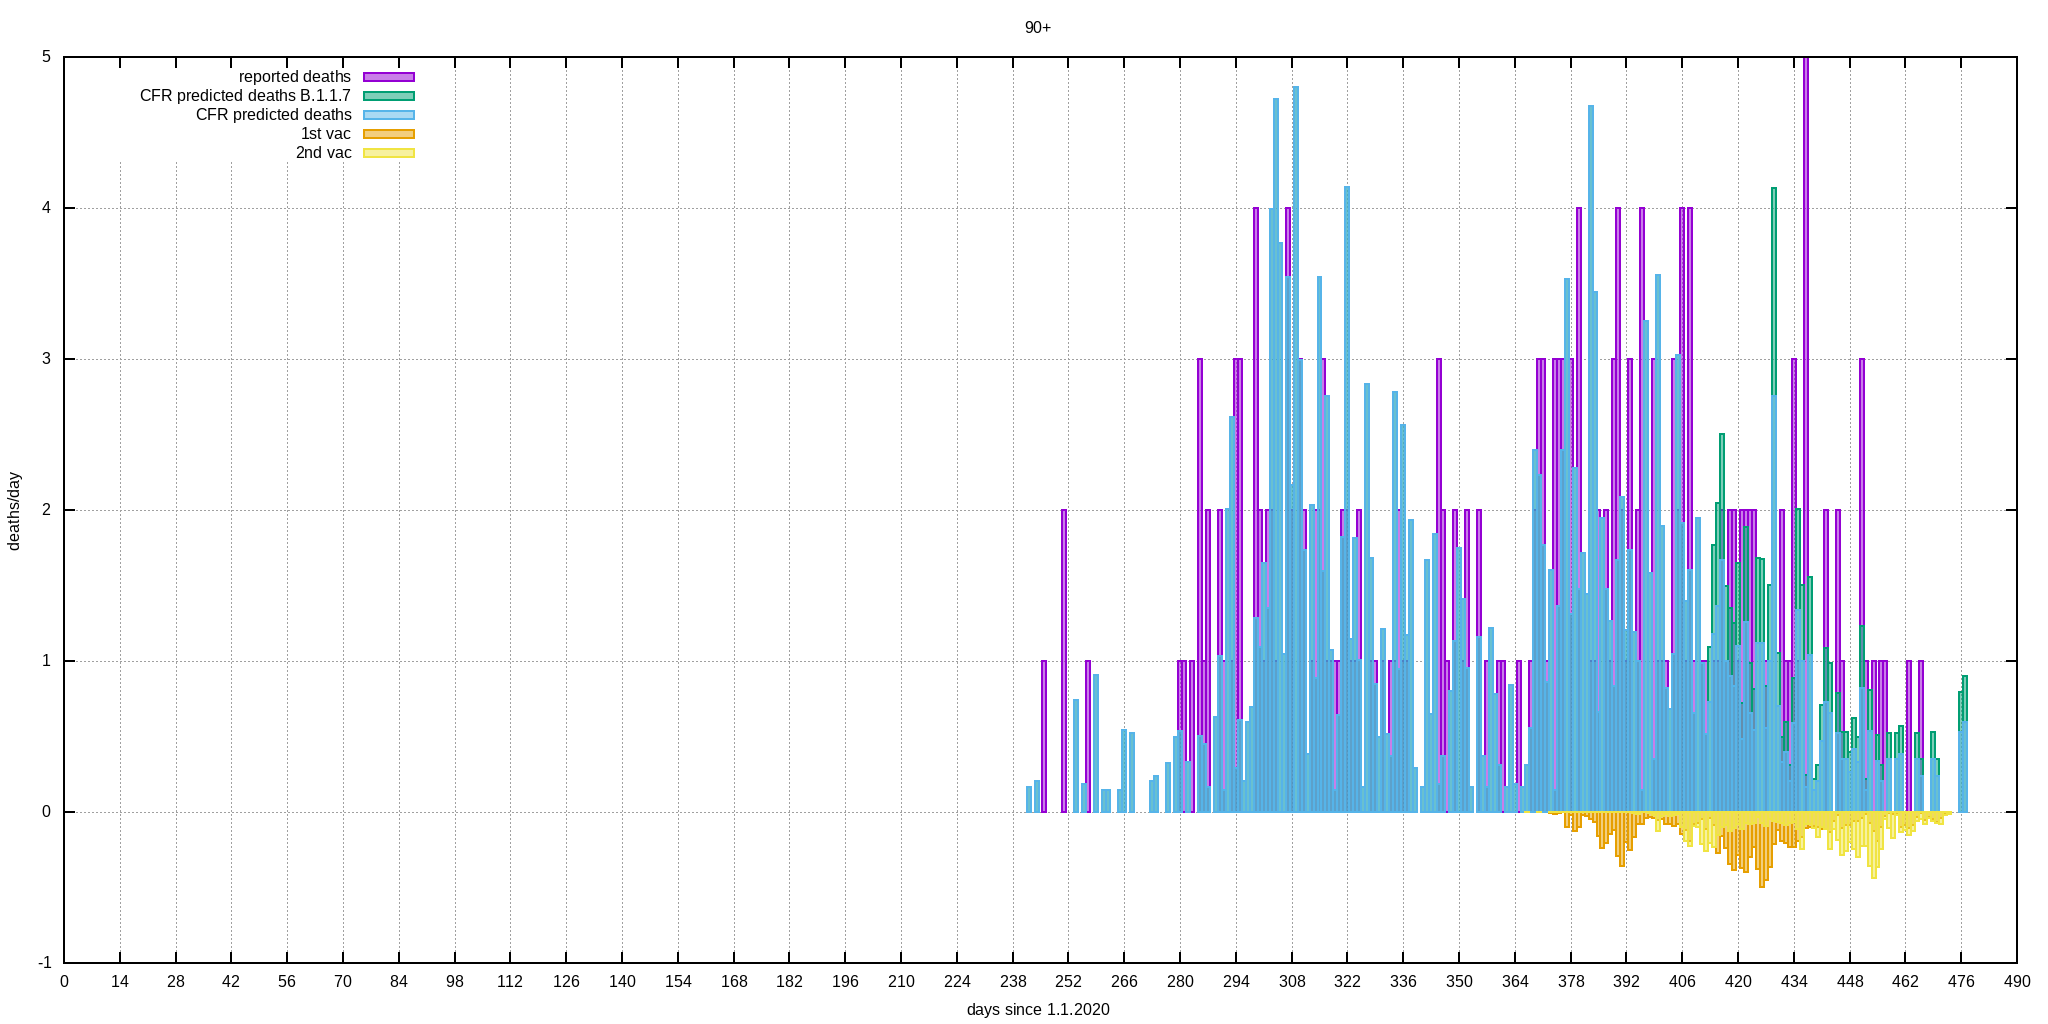 90+
reported deaths
CFR predicted deaths B.1.1.7
CFR predicted deaths
1st vac
2nd vac
5
4
3
2
1
0
-1
deaths/day
0 14 28 42 56 70 84 98 112 126 140 154 168 182 196 210 224 238 252 266 280 294 308 322 336 350 364 378 392 406 420 434 448 462 476 490
days since 1.1.2020